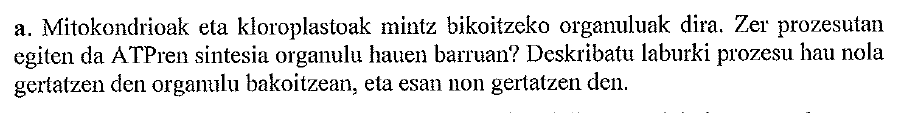 a. Mitokondrioak eta kloroplastoak mintz bikoitzeko organuluak dira. Zer prozesutan
egiten da ATPren sintesia organulu hauen barruan? Deskribatu laburki prozesu hau nola
gertatzen den organulu bakoitzean, eta esan non gertatzen den.